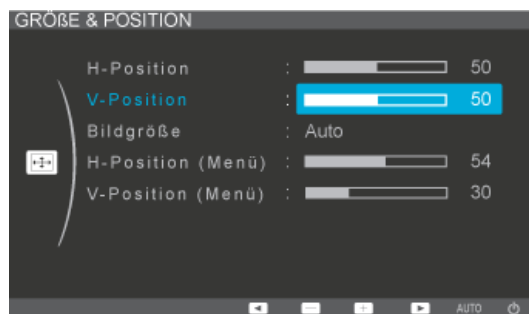 GRÖßE & POSITION
H-Position : 50
V-Position : 50
Bildgröße : Auto
H-Position (Menü) : 54
V-Position (Menü) : 30
AUTO